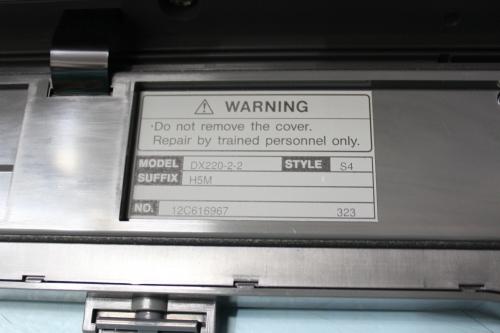 ⚠ WARNING
·Do not remove the cover.
Repair by trained personnel only.
MODEL DX220-2-2 STYLE S4
SUFFIX H5M
NO. 12C616967 323